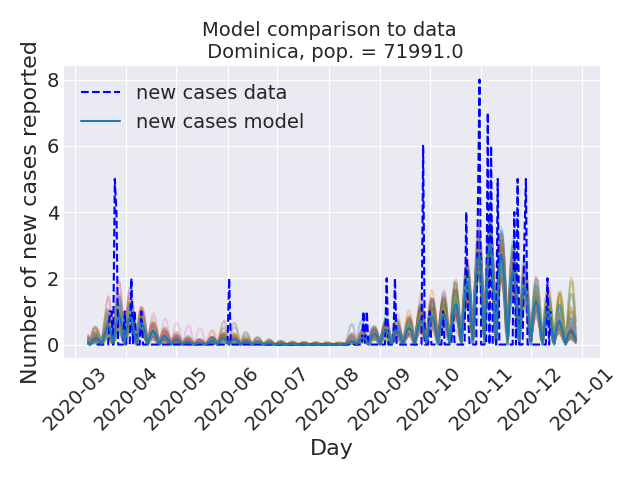 Model comparison to data
Dominica, pop. = 71991.0
Number of new cases reported
8
6
4
2
0
new cases data
new cases model
2020-03
2020-04
2020-05
2020-06
2020-07
2020-08
2020-09
2020-10
2020-11
2020-12
2021-01
Day